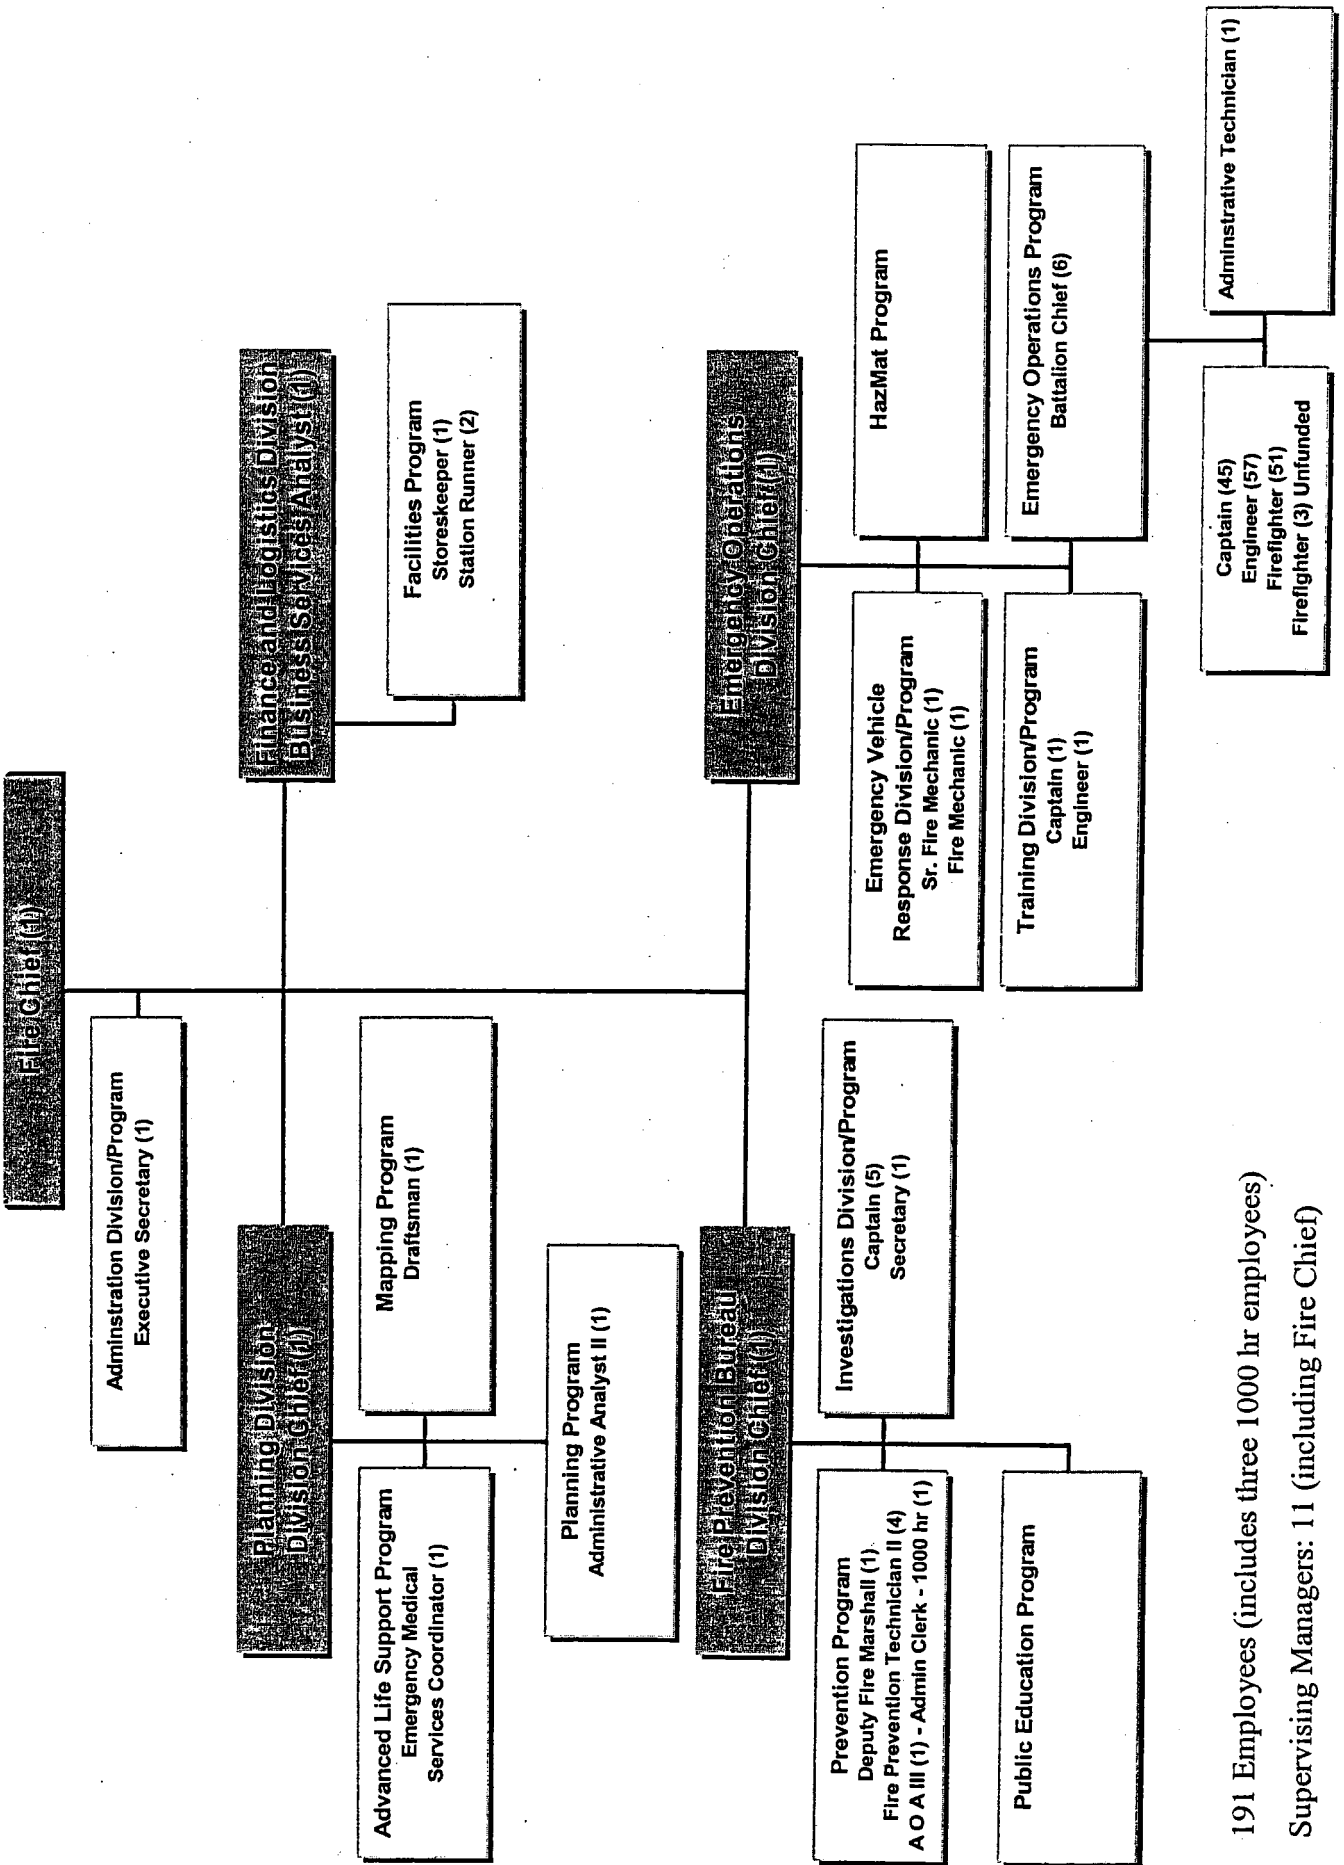 Fire Chief (1)
Adminstration Division/Program
Executive Secretary (1)
Planning Division
Division Chief (1)
Finance and Logistics Division
Business Services Analyst (1)
Advanced Life Support Program
Emergency Medical
Services Coordinator (1)
Mapping Program
Draftsman (1)
Facilities Program
Storeskeeper (1)
Station Runner (2)
Planning Program
Administrative Analyst II (1)
Fire Prevention Bureau
Division Chief (1)
Emergency Operations
Division Chief (1)
Prevention Program
Deputy Fire Marshall (1)
Fire Prevention Technician II (4)
A O A III (1) - Admin Clerk - 1000 hr (1)
Investigations Division/Program
Captain (5)
Secretary (1)
Emergency Vehicle
Response Division/Program
Sr. Fire Mechanic (1)
Fire Mechanic (1)
HazMat Program
Public Education Program
Training Division/Program
Captain (1)
Engineer (1)
Emergency Operations Program
Battalion Chief (6)
Captain (45)
Engineer (57)
Firefighter (51)
Firefighter (3) Unfunded
Adminstrative Technician (1)
191 Employees (includes three 1000 hr employees)
Supervising Managers: 11 (including Fire Chief)